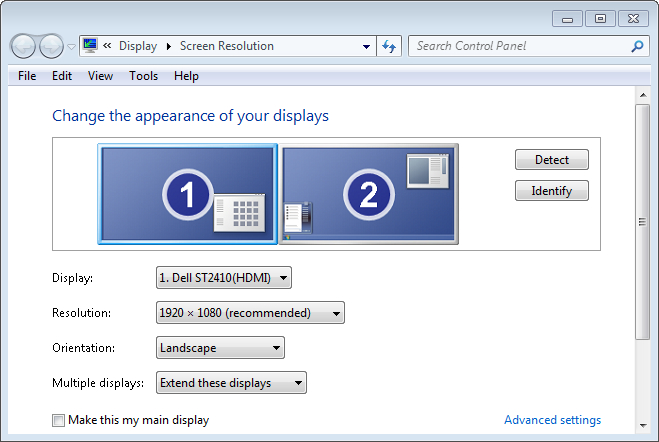 « Display ▸ Screen Resolution
Search Control Panel
File Edit View Tools Help
Change the appearance of your displays
1
2
Detect
Identify
Display: 1. Dell ST2410(HDMI)
Resolution: 1920 × 1080 (recommended)
Orientation: Landscape
Multiple displays: Extend these displays
Make this my main display
Advanced settings